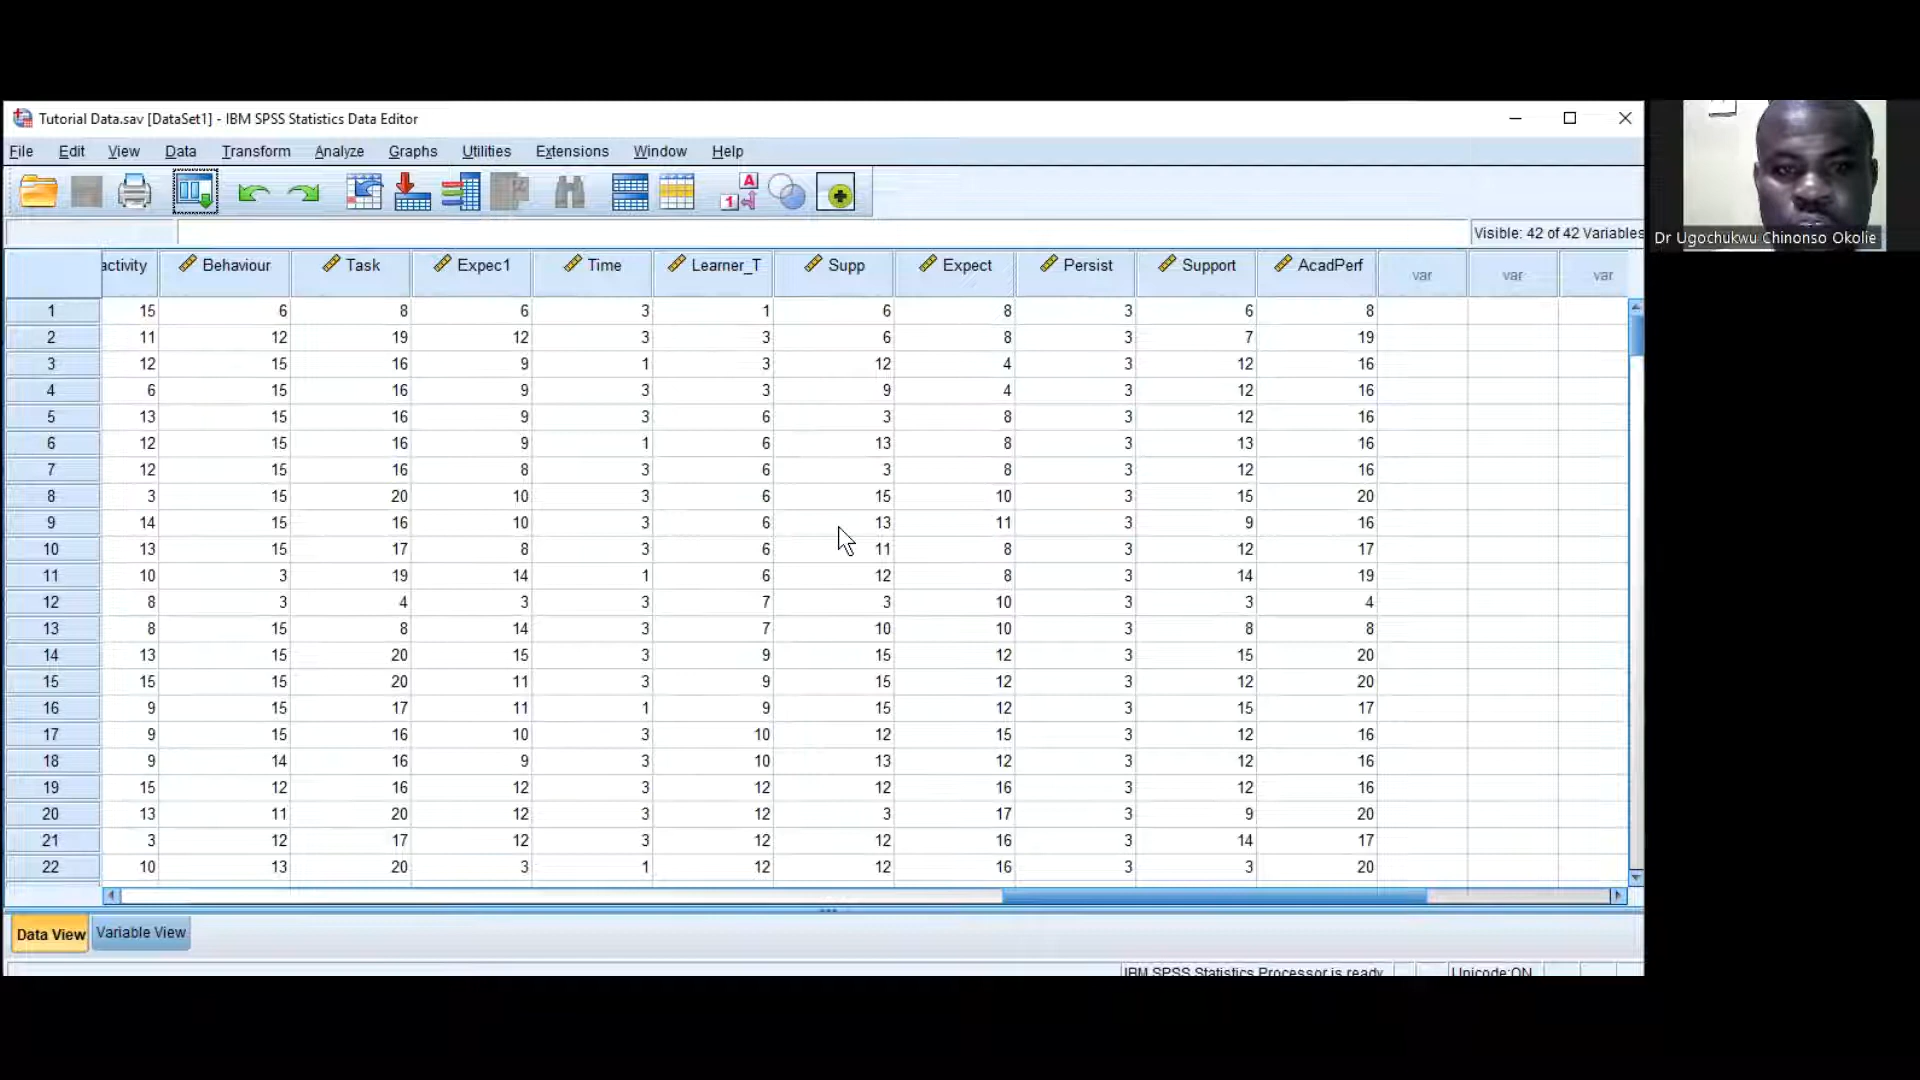 Tutorial Data.sav [DataSet1] - IBM SPSS Statistics Data Editor
File Edit View Data Transform Analyze Graphs Utilities Extensions Window Help
A
1
Visible: 42 of 42 Variables
Dr Ugochukwu Chinonso Okolie
activity Behaviour Task Expec1 Time Learner_T Supp Expect Persist Support AcadPerf var var var
1 15 6 8 6 3 1 6 8 3 6 8
2 11 12 19 12 3 3 6 8 3 7 19
3 12 15 16 9 1 3 12 4 3 12 16
4 6 15 16 9 3 3 9 4 3 12 16
5 13 15 16 9 3 6 3 8 3 12 16
6 12 15 16 9 1 6 13 8 3 13 16
7 12 15 16 8 3 6 3 8 3 12 16
8 3 15 20 10 3 6 15 10 3 15 20
9 14 15 16 10 3 6 13 11 3 9 16
10 13 15 17 8 3 6 11 8 3 12 17
11 10 3 19 14 1 6 12 8 3 14 19
12 8 3 4 3 3 7 3 10 3 3 4
13 8 15 8 14 3 7 10 10 3 8 8
14 13 15 20 15 3 9 15 12 3 15 20
15 15 15 20 11 3 9 15 12 3 12 20
16 9 15 17 11 1 9 15 12 3 15 17
17 9 15 16 10 3 10 12 15 3 12 16
18 9 14 16 9 3 10 13 12 3 12 16
19 15 12 16 12 3 12 12 16 3 12 16
20 13 11 20 12 3 12 3 17 3 9 20
21 3 12 17 12 3 12 12 16 3 14 17
22 10 13 20 3 1 12 12 16 3 3 20
Data View Variable View
IBM SPSS Statistics Processor is ready Unicode:ON